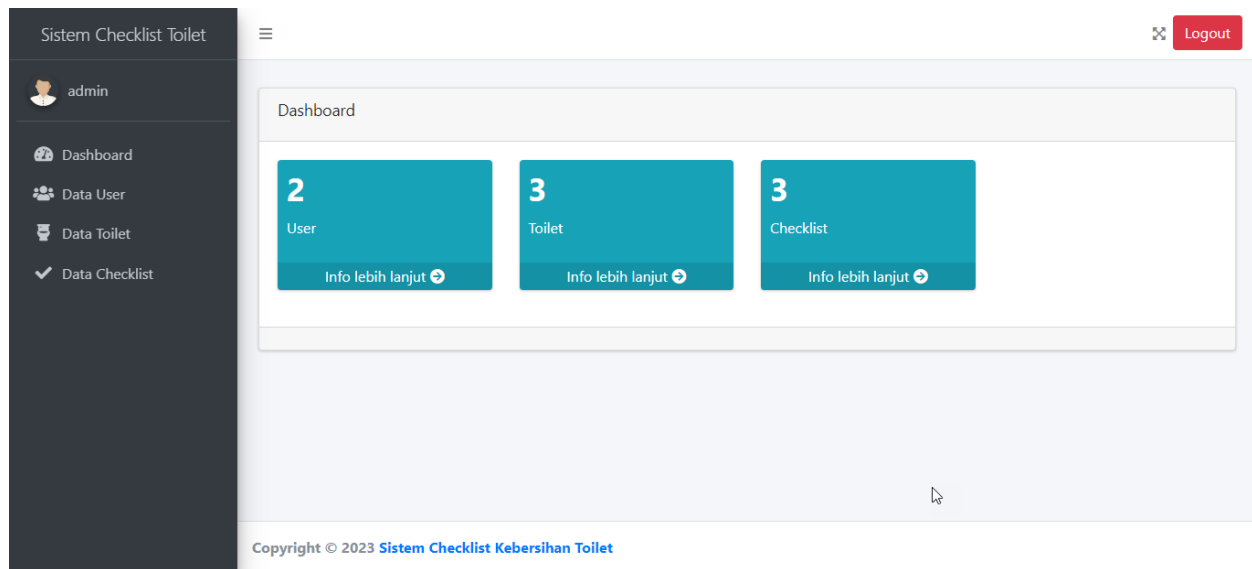 Sistem Checklist Toilet
Logout
admin
Dashboard
Data User
Data Toilet
Data Checklist
Dashboard
2
User
Info lebih lanjut
3
Toilet
Info lebih lanjut
3
Checklist
Info lebih lanjut
Copyright © 2023 Sistem Checklist Kebersihan Toilet